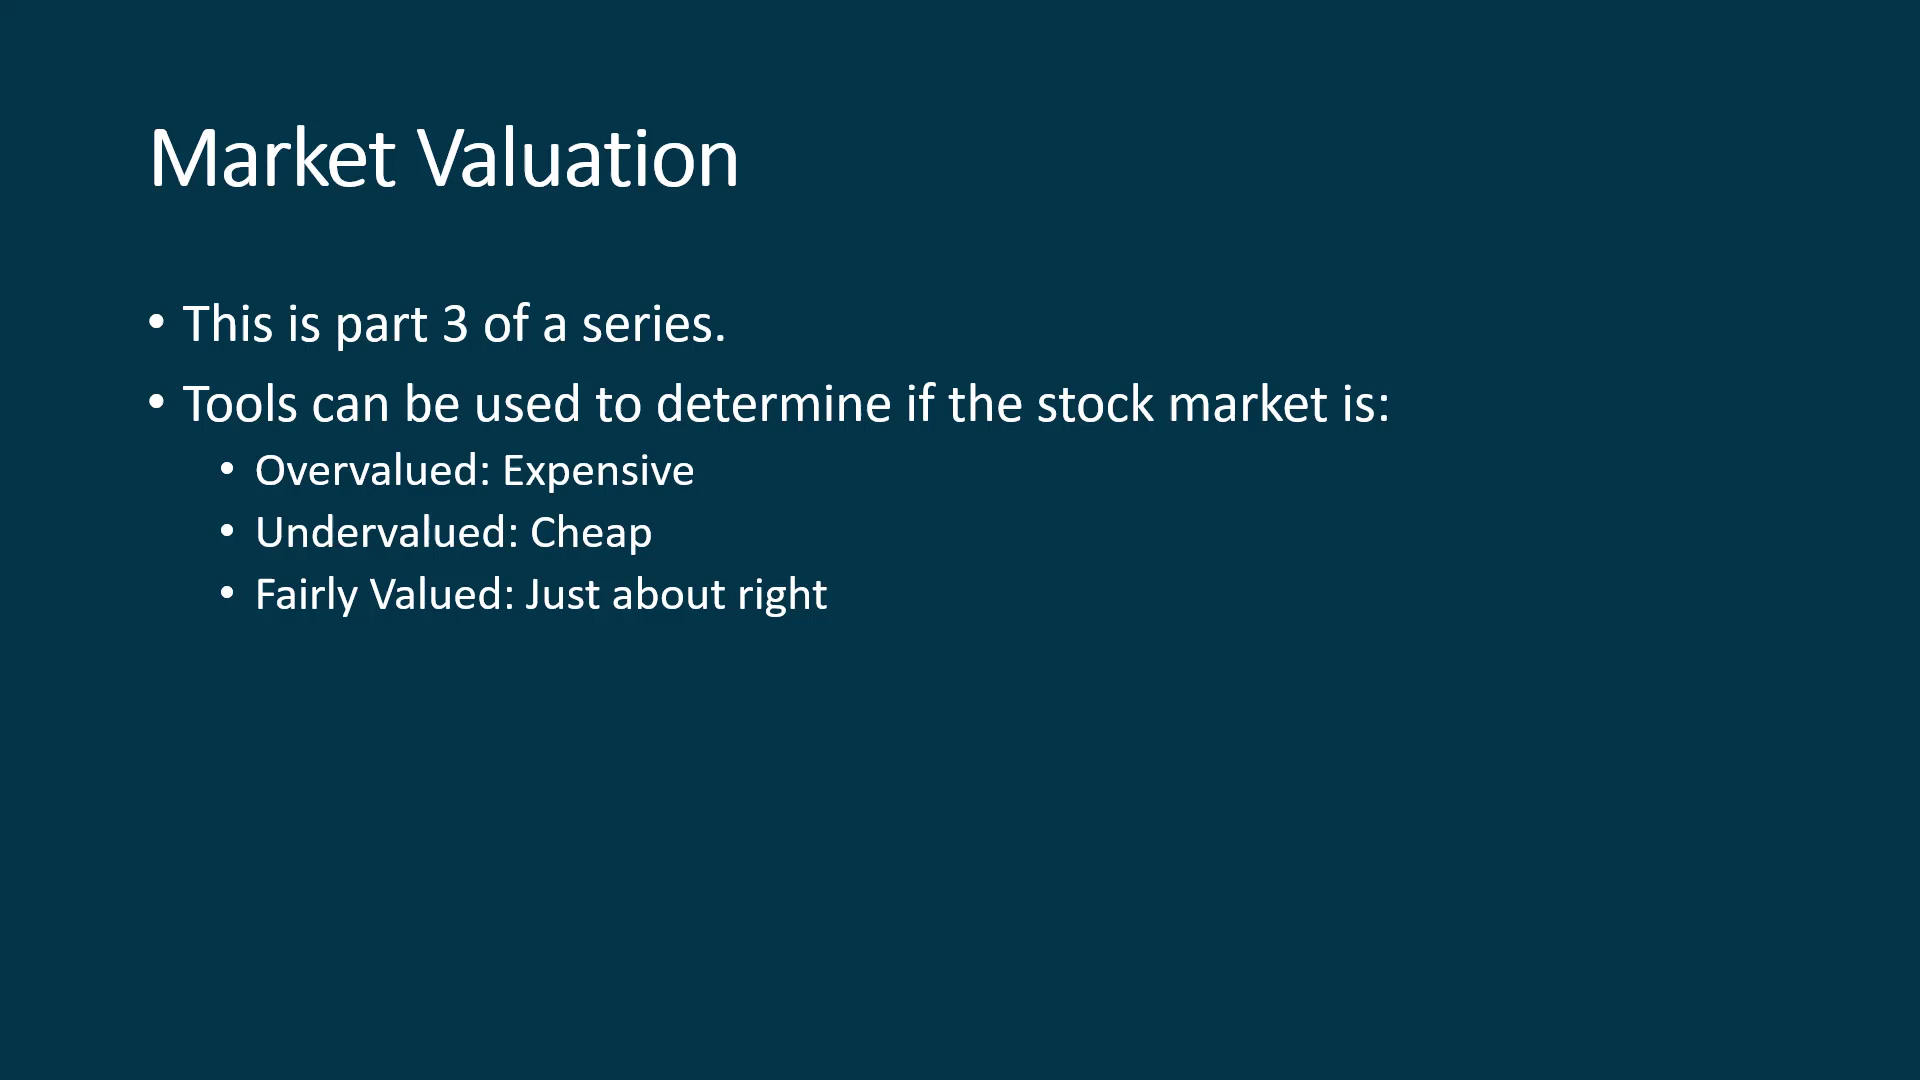 Market Valuation
• This is part 3 of a series.
• Tools can be used to determine if the stock market is:
• Overvalued: Expensive
• Undervalued: Cheap
• Fairly Valued: Just about right